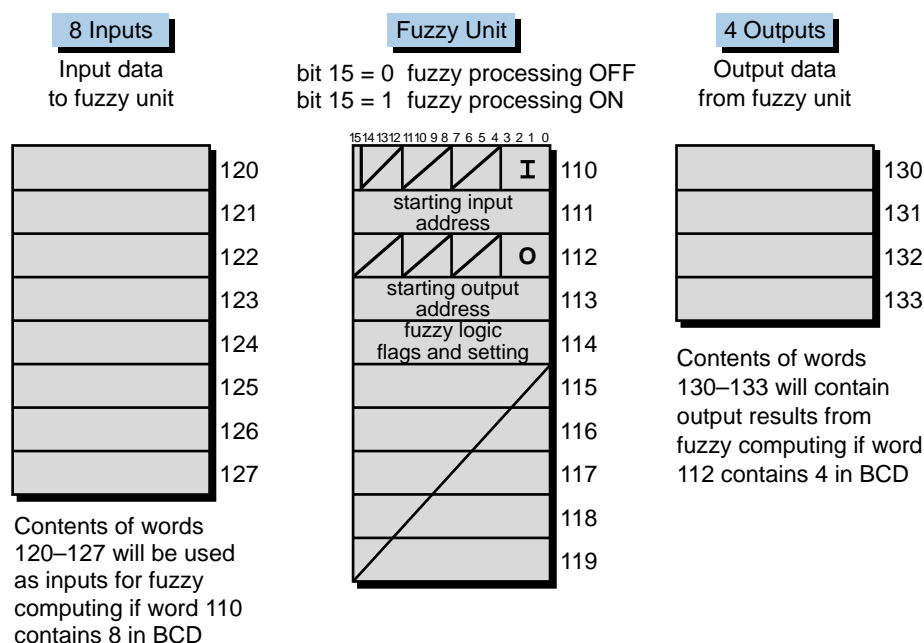 8 Inputs
Input data
to fuzzy unit
120
121
122
123
124
125
126
127
Contents of words
120–127 will be used
as inputs for fuzzy
computing if word 110
contains 8 in BCD
Fuzzy Unit
bit 15 = 0 fuzzy processing OFF
bit 15 = 1 fuzzy processing ON
15 14 13 12 11 10 9 8 7 6 5 4 3 2 1 0
I 110
starting input
address 111
O 112
starting output
address 113
fuzzy logic
flags and setting 114
115
116
117
118
119
4 Outputs
Output data
from fuzzy unit
130
131
132
133
Contents of words
130–133 will contain
output results from
fuzzy computing if word
112 contains 4 in BCD